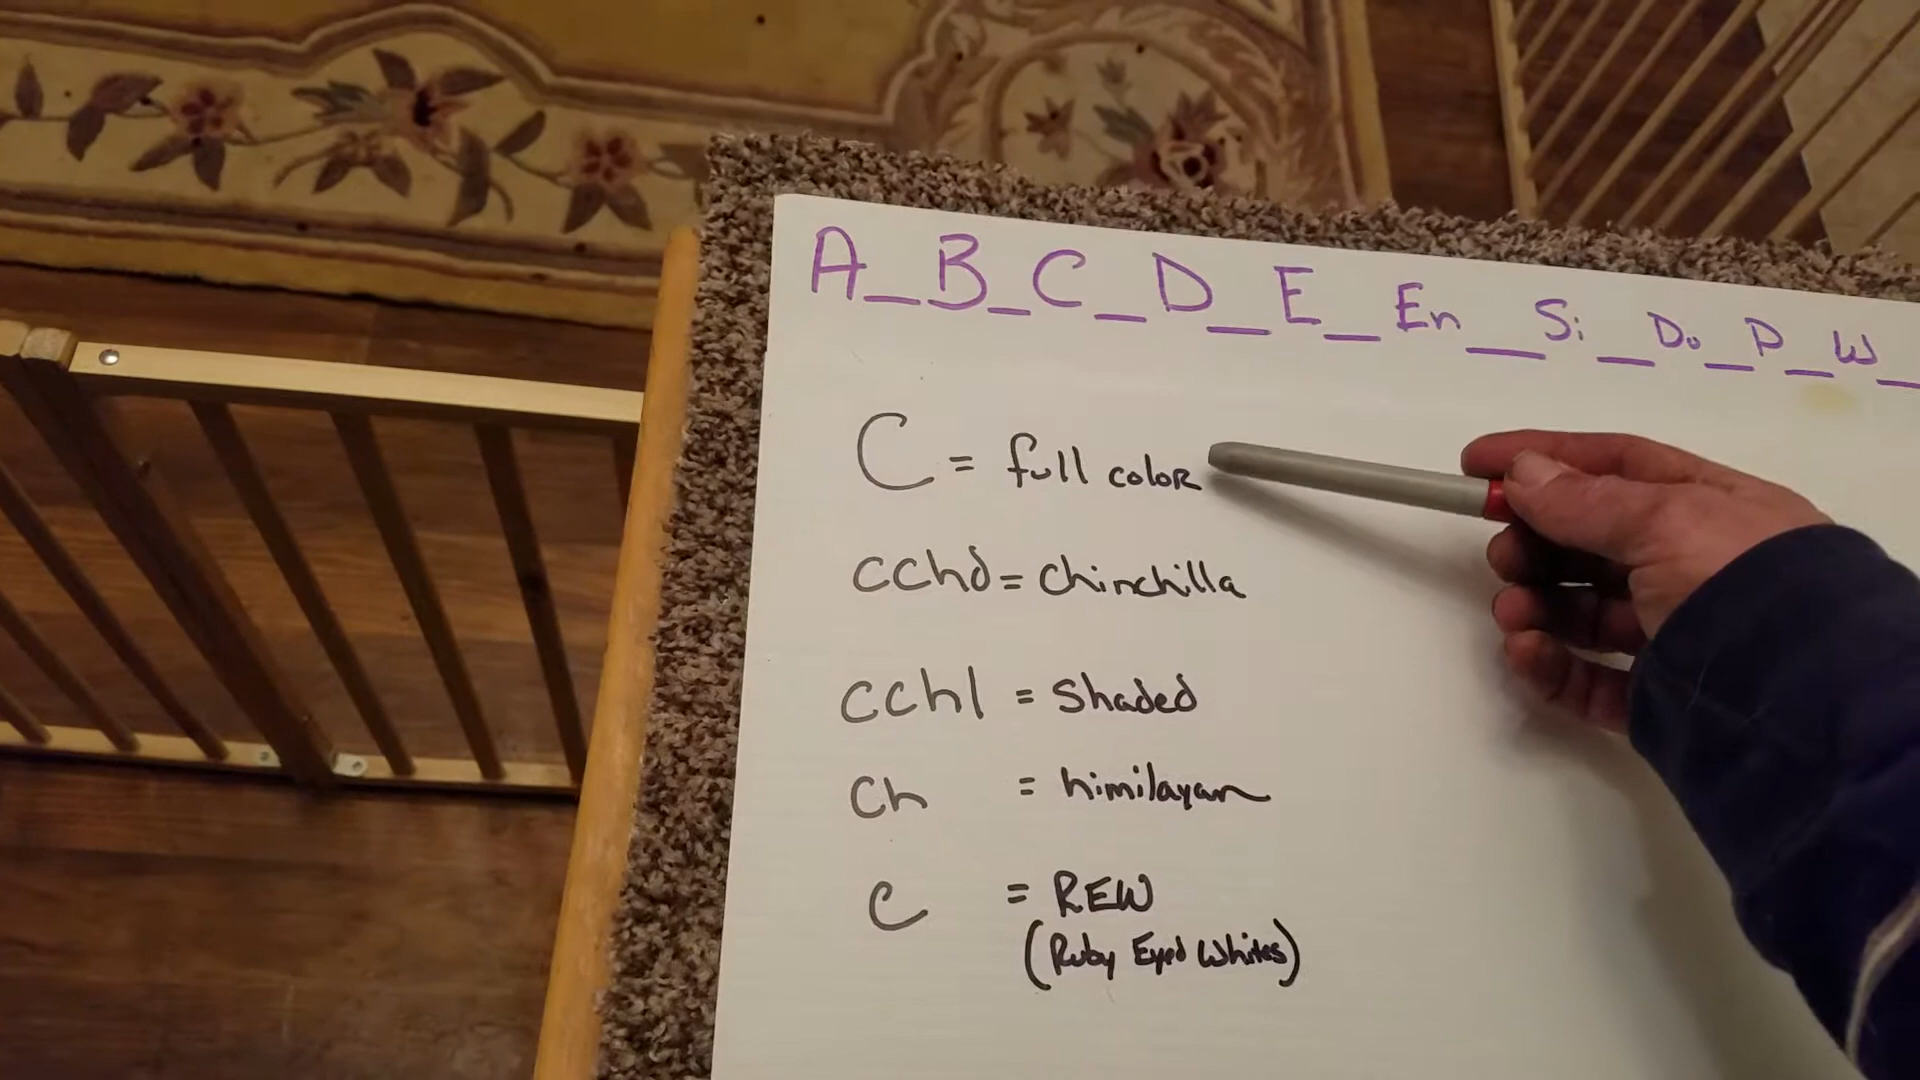 A_B_C_D_E_En_Si_Du_P_W_
C = full color
cchd = chinchilla
cchl = shaded
ch = himilayan
c = REW
(Ruby Eyed Whites)